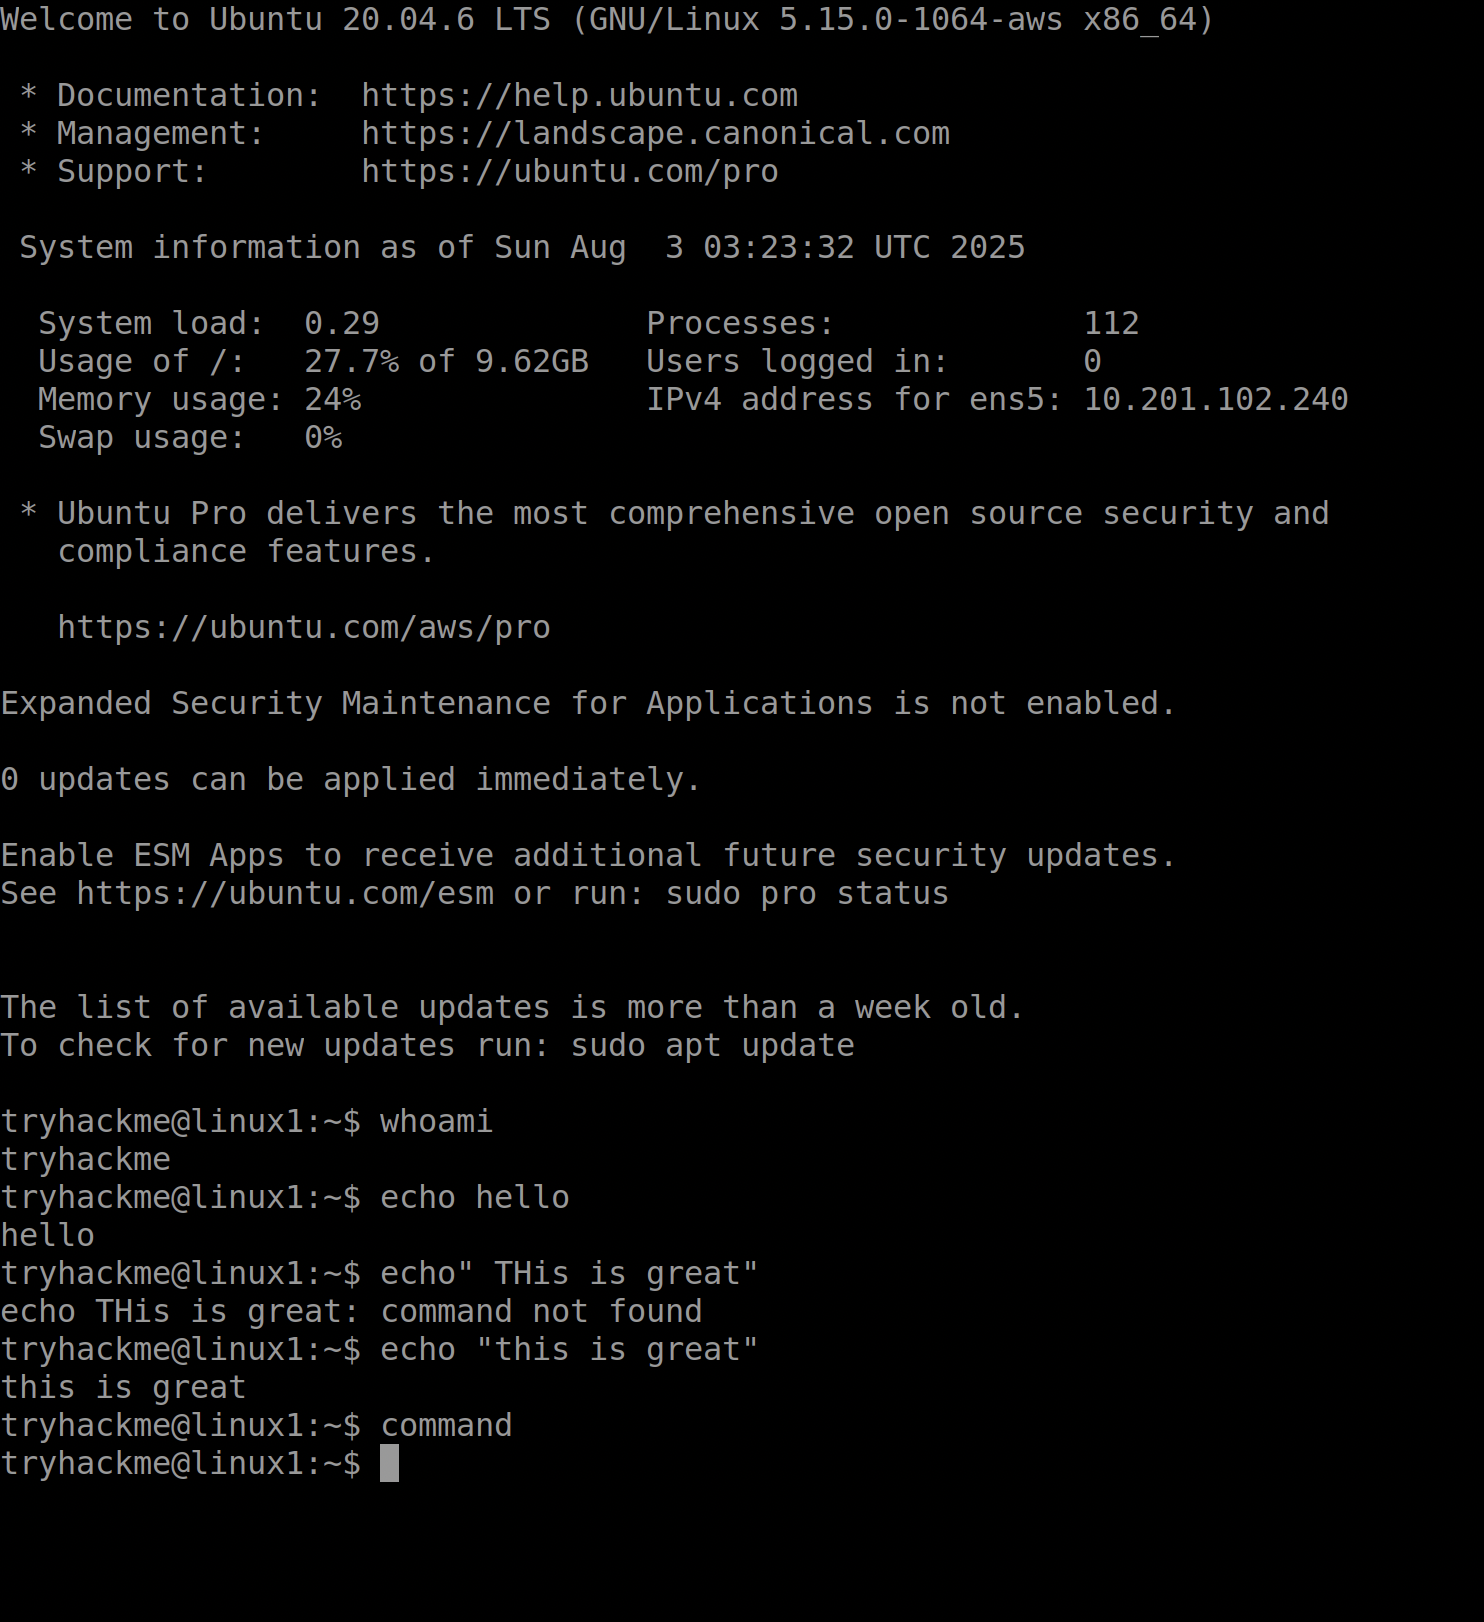 Welcome to Ubuntu 20.04.6 LTS (GNU/Linux 5.15.0-1064-aws x86_64)

 * Documentation:  https://help.ubuntu.com
 * Management:     https://landscape.canonical.com
 * Support:        https://ubuntu.com/pro

 System information as of Sun Aug  3 03:23:32 UTC 2025

  System load:  0.29              Processes:             112
  Usage of /:   27.7% of 9.62GB   Users logged in:       0
  Memory usage: 24%               IPv4 address for ens5: 10.201.102.240
  Swap usage:   0%

 * Ubuntu Pro delivers the most comprehensive open source security and
   compliance features.

   https://ubuntu.com/aws/pro

Expanded Security Maintenance for Applications is not enabled.

0 updates can be applied immediately.

Enable ESM Apps to receive additional future security updates.
See https://ubuntu.com/esm or run: sudo pro status


The list of available updates is more than a week old.
To check for new updates run: sudo apt update

tryhackme@linux1:~$ whoami
tryhackme
tryhackme@linux1:~$ echo hello
hello
tryhackme@linux1:~$ echo" THis is great"
echo THis is great: command not found
tryhackme@linux1:~$ echo "this is great"
this is great
tryhackme@linux1:~$ command
tryhackme@linux1:~$